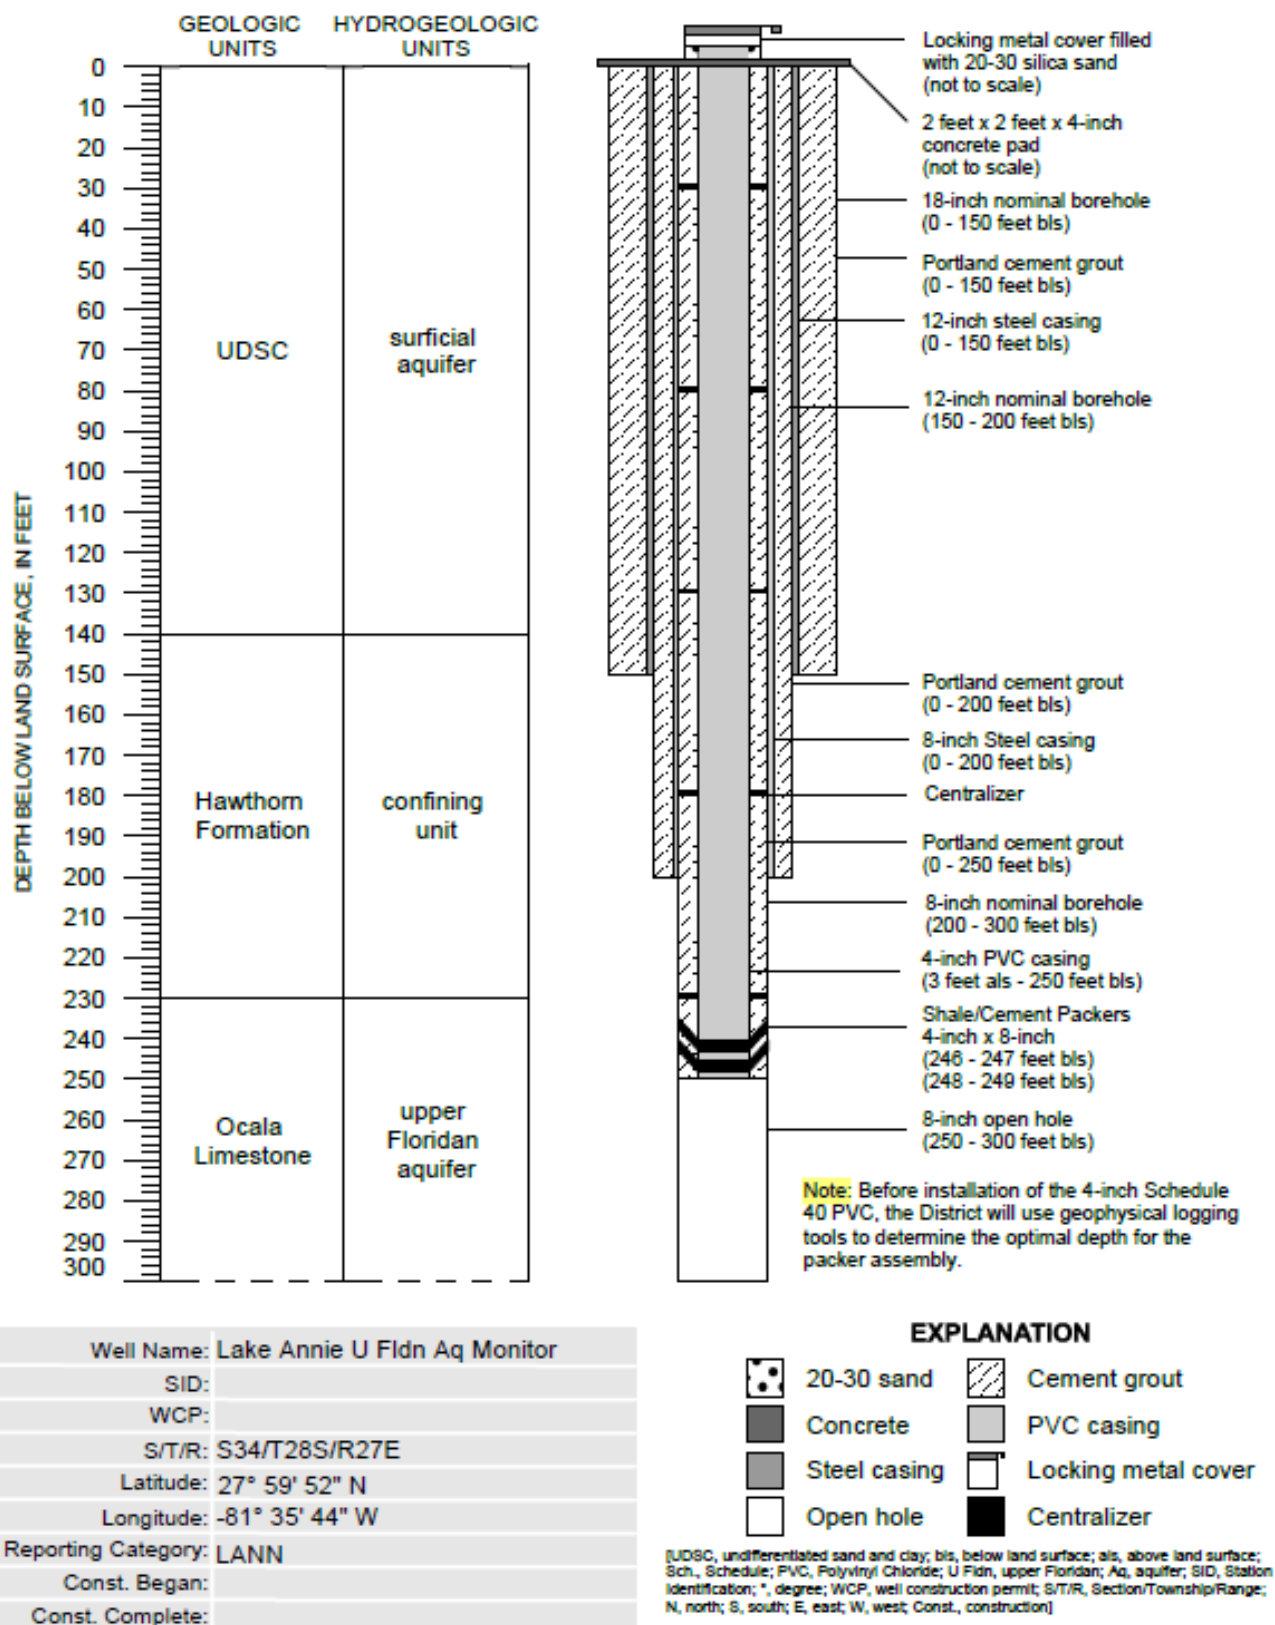 GEOLOGIC
UNITS
HYDROGEOLOGIC
UNITS
DEPTH BELOW LAND SURFACE, IN FEET
0
10
20
30
40
50
60
70
80
90
100
110
120
130
140
150
160
170
180
190
200
210
220
230
240
250
260
270
280
290
300
UDSC
surficial
aquifer
Hawthorn
Formation
confining
unit
Ocala
Limestone
upper
Floridan
aquifer
Locking metal cover filled
with 20-30 silica sand
(not to scale)
2 feet x 2 feet x 4-inch
concrete pad
(not to scale)
18-inch nominal borehole
(0 - 150 feet bls)
Portland cement grout
(0 - 150 feet bls)
12-inch steel casing
(0 - 150 feet bls)
12-inch nominal borehole
(150 - 200 feet bls)
Portland cement grout
(0 - 200 feet bls)
8-inch Steel casing
(0 - 200 feet bls)
Centralizer
Portland cement grout
(0 - 250 feet bls)
8-inch nominal borehole
(200 - 300 feet bls)
4-inch PVC casing
(3 feet als - 250 feet bls)
Shale/Cement Packers
4-inch x 8-inch
(246 - 247 feet bls)
(248 - 249 feet bls)
8-inch open hole
(250 - 300 feet bls)
Note: Before installation of the 4-inch Schedule
40 PVC, the District will use geophysical logging
tools to determine the optimal depth for the
packer assembly.
Well Name: Lake Annie U Fldn Aq Monitor
SID:
WCP:
S/T/R: S34/T28S/R27E
Latitude: 27° 59' 52" N
Longitude: -81° 35' 44" W
Reporting Category: LANN
Const. Began:
Const. Complete:
EXPLANATION
20-30 sand
Cement grout
Concrete
PVC casing
Steel casing
Locking metal cover
Open hole
Centralizer
[UDSC, undifferentiated sand and clay; bls, below land surface; als, above land surface;
Sch., Schedule; PVC, Polyvinyl Chloride; U Fldn, upper Floridan; Aq, aquifer; SID, Station
Identification; °, degree; WCP, well construction permit; S/T/R, Section/Township/Range;
N, north; S, south; E, east; W, west; Const., construction]